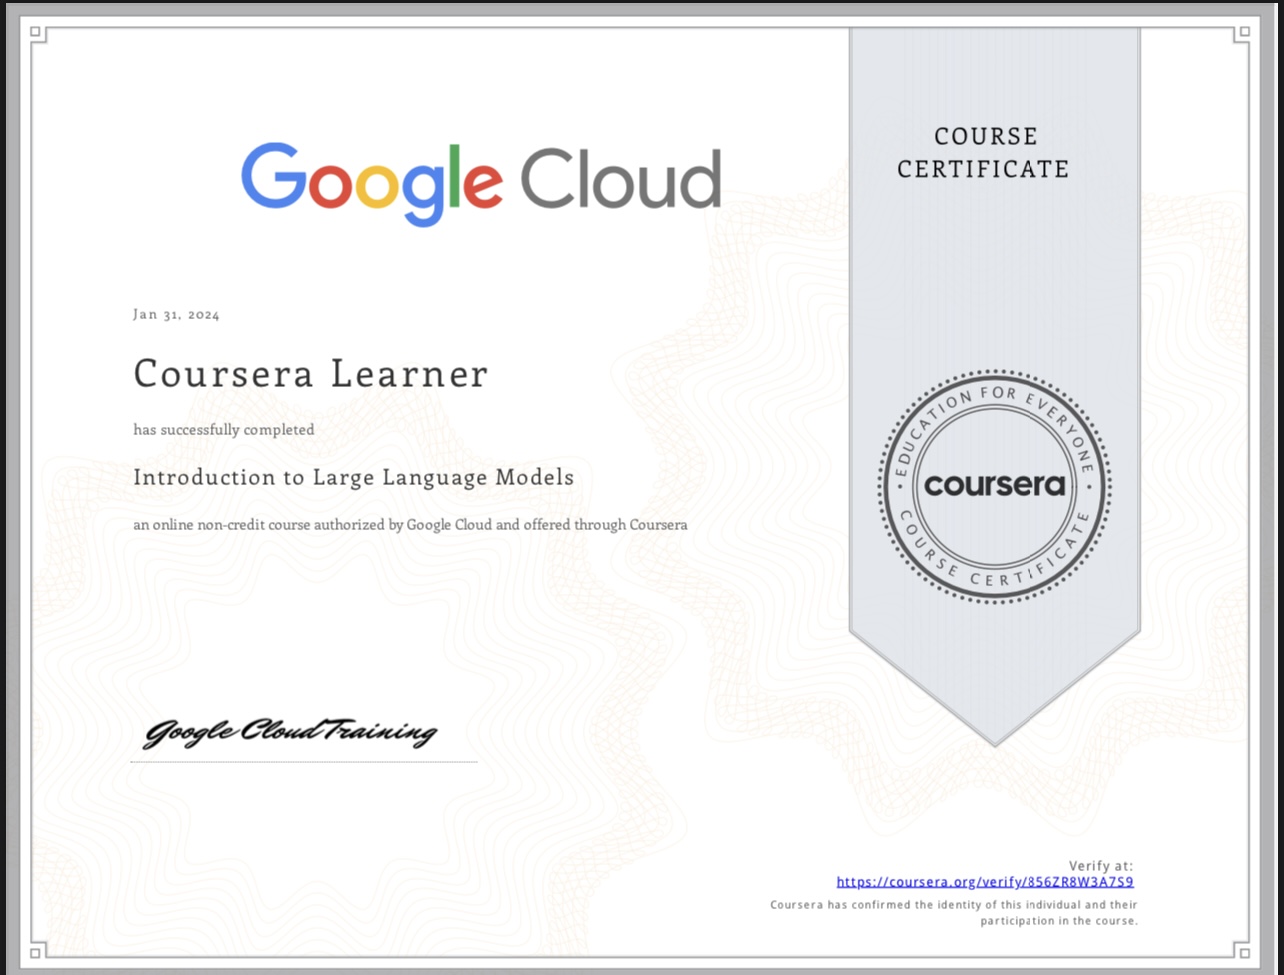 Google Cloud
COURSE
CERTIFICATE
Jan 31, 2024
Coursera Learner
has successfully completed
Introduction to Large Language Models
an online non-credit course authorized by Google Cloud and offered through Coursera
EDUCATION FOR EVERYONE
coursera
COURSE CERTIFICATE
Google Cloud Training
Verify at:
https://coursera.org/verify/856ZR8W3A7S9
Coursera has confirmed the identity of this individual and their
participation in the course.